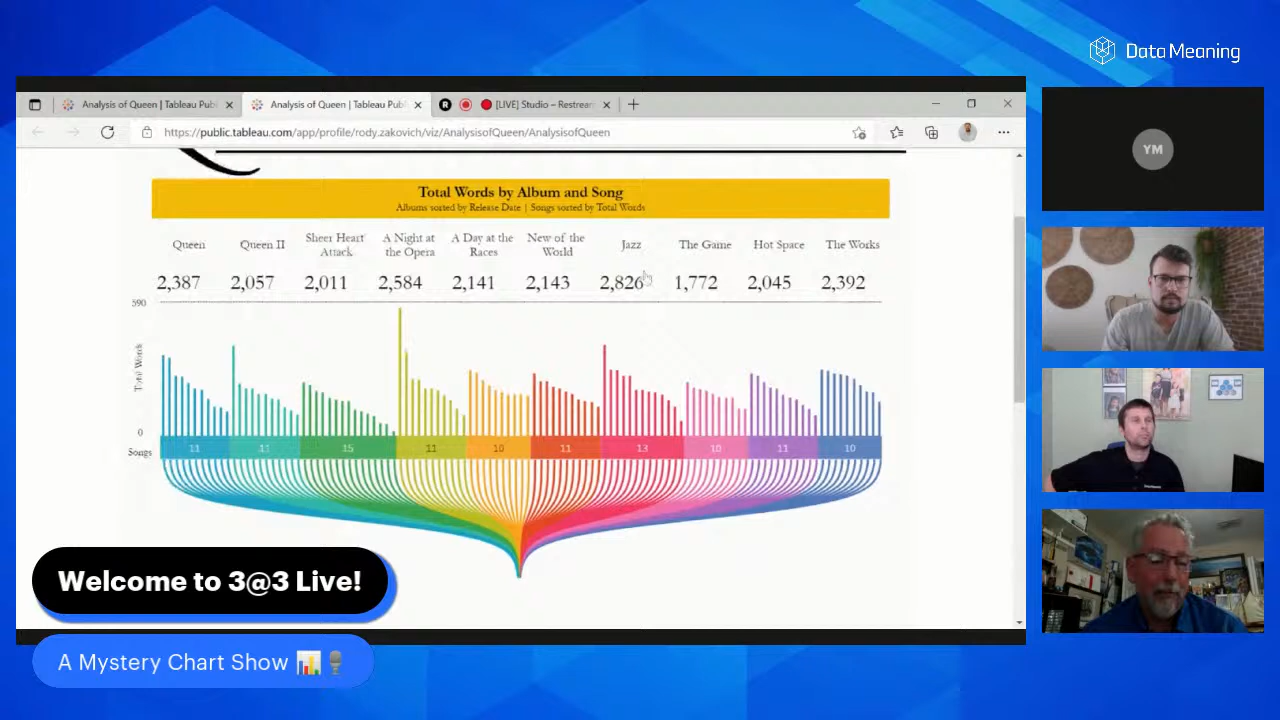 Data Meaning
Analysis of Queen | Tableau Publ
Analysis of Queen | Tableau Publ
[LIVE] Studio – Restream
https://public.tableau.com/app/profile/rody.zakovich/viz/AnalysisofQueen/AnalysisofQueen
YM
Total Words by Album and Song
Albums sorted by Release Date | Songs sorted by Total Words
Queen
Queen II
Sheer Heart
Attack
A Night at
the Opera
A Day at the
Races
New of the
World
Jazz
The Game
Hot Space
The Works
2,387 2,057 2,011 2,584 2,141 2,143 2,826 1,772 2,045 2,392
590
Total Words
0
Songs
11 11 15 11 10 11 13 10 11 10
Welcome to 3@3 Live!
A Mystery Chart Show